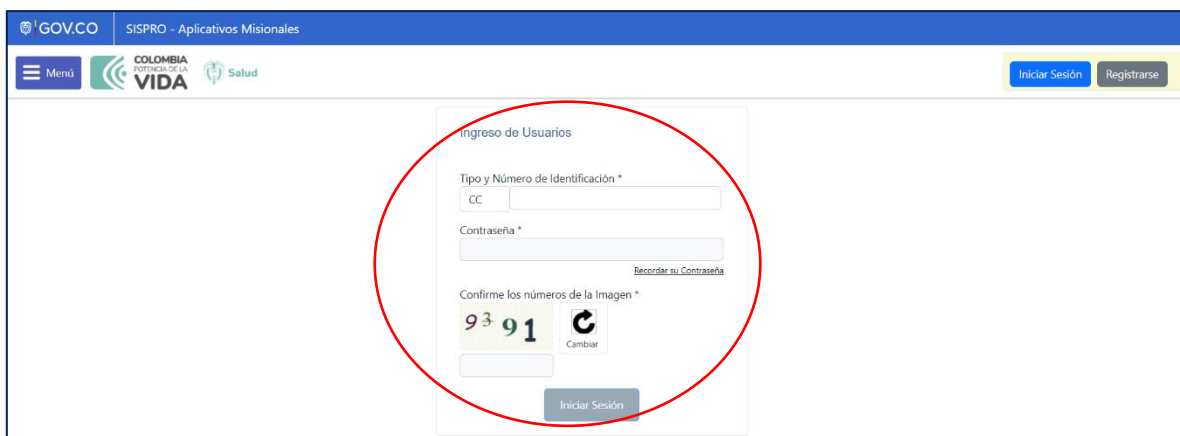 GOV.CO
SISPRO - Aplicativos Misionales
Menú
COLOMBIA
POTENCIA DE LA
VIDA
Salud
Iniciar Sesión
Registrarse
Ingreso de Usuarios
Tipo y Número de Identificación *
CC
Contraseña *
Recordar su Contraseña
Confirme los números de la Imagen *
9391
Cambiar
Iniciar Sesión